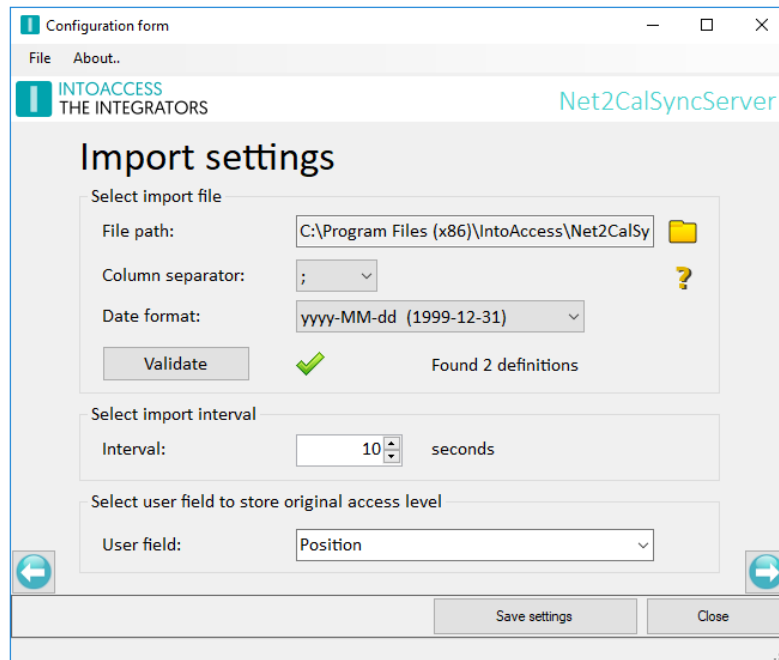 Configuration form
File About..
INTOACCESS
THE INTEGRATORS
Net2CalSyncServer
Import settings
Select import file
File path: C:\Program Files (x86)\IntoAccess\Net2CalSy
Column separator: ;
?
Date format: yyyy-MM-dd (1999-12-31)
Validate Found 2 definitions
Select import interval
Interval: 10 seconds
Select user field to store original access level
User field: Position
Save settings Close